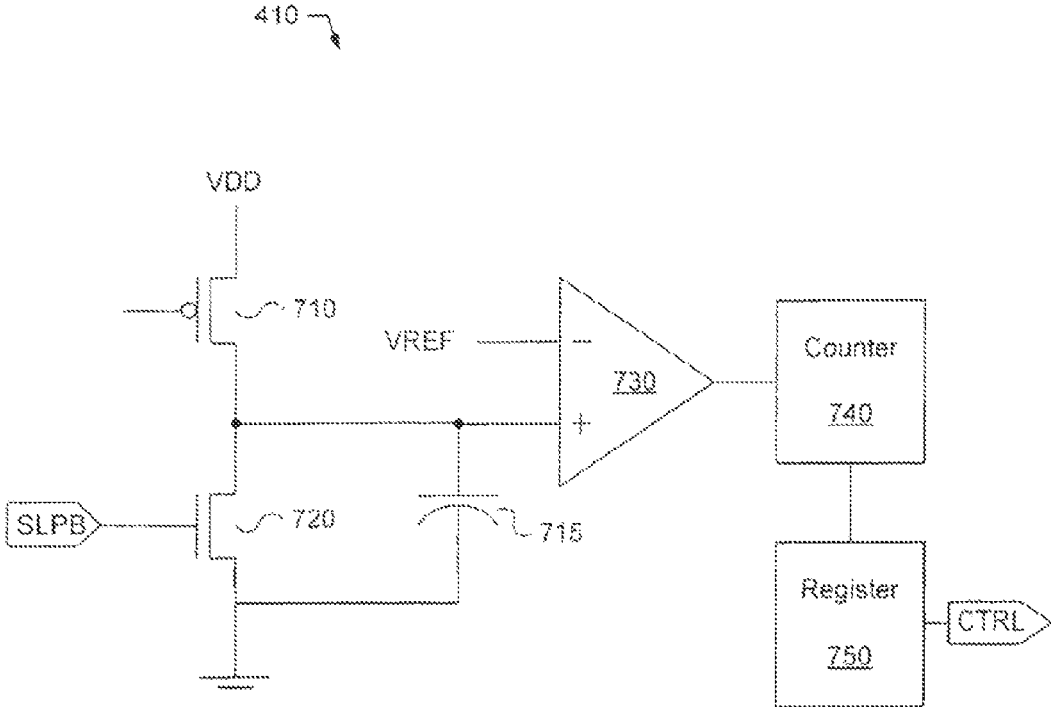 410
VDD
710
VREF
-
730
+
Counter
740
SLPB
720
715
Register
750
CTRL